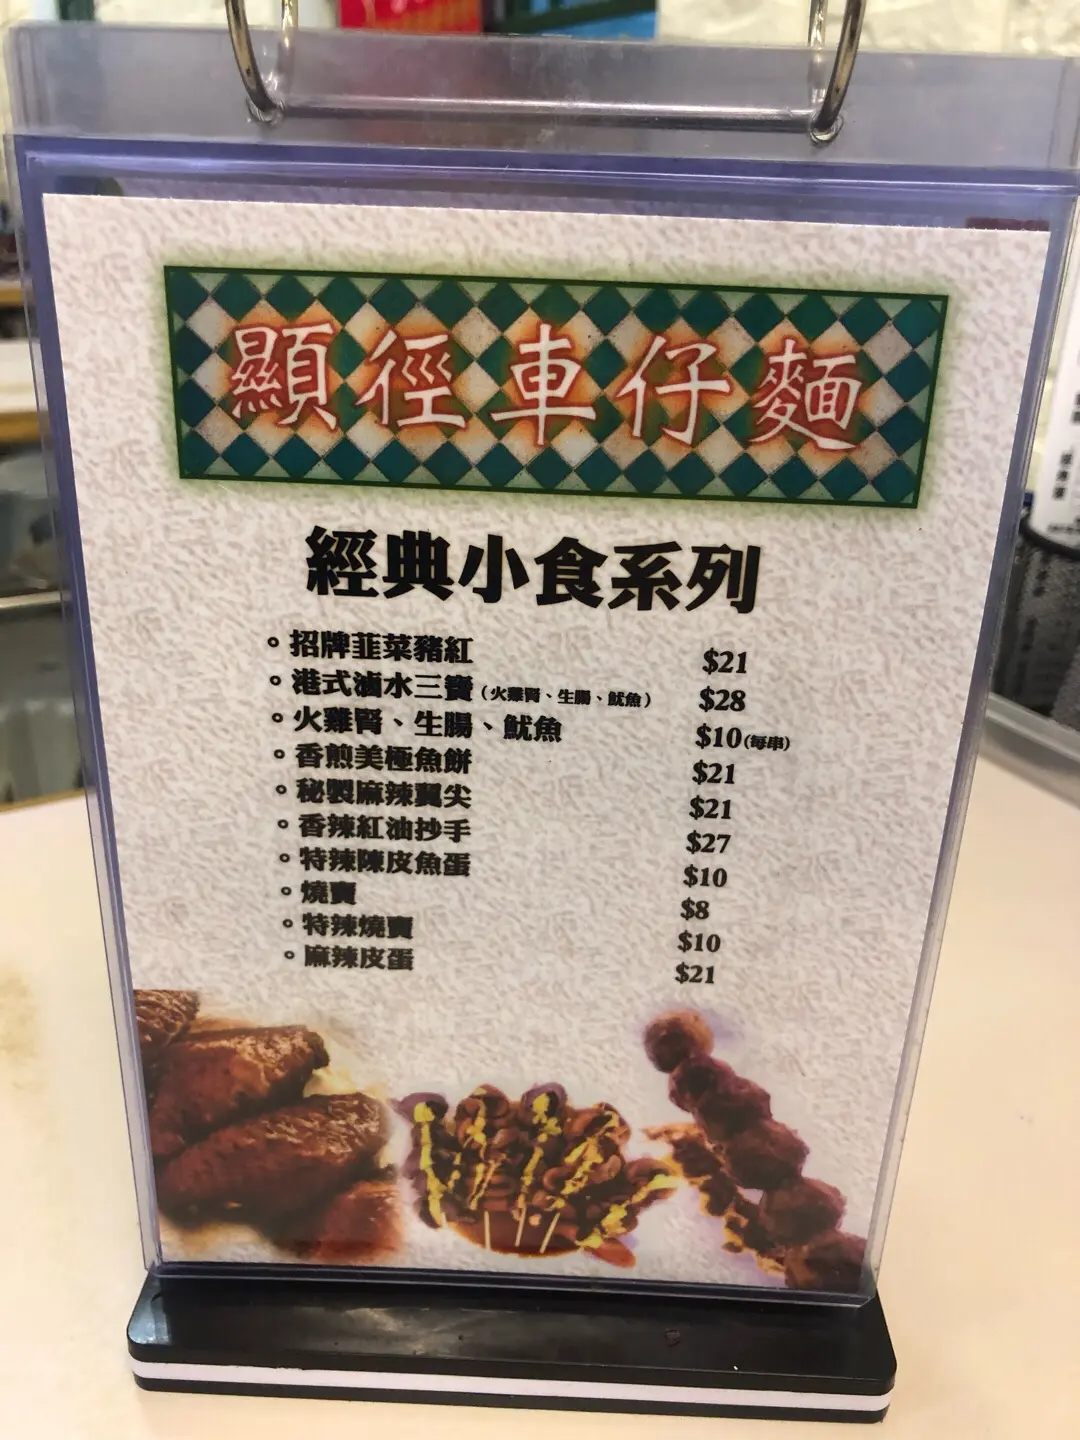 顯徑車仔麵
經典小食系列
。招牌韮菜豬紅 $21
。港式滷水三寶(火雞腎、生腸、魷魚) $28
。火雞腎、生腸、魷魚 $10(每串)
。香煎美極魚餅 $21
。秘製麻辣翼尖 $21
。香辣紅油抄手 $27
。特辣陳皮魚蛋 $10
。燒賣 $8
。特辣燒賣 $10
。麻辣皮蛋 $21